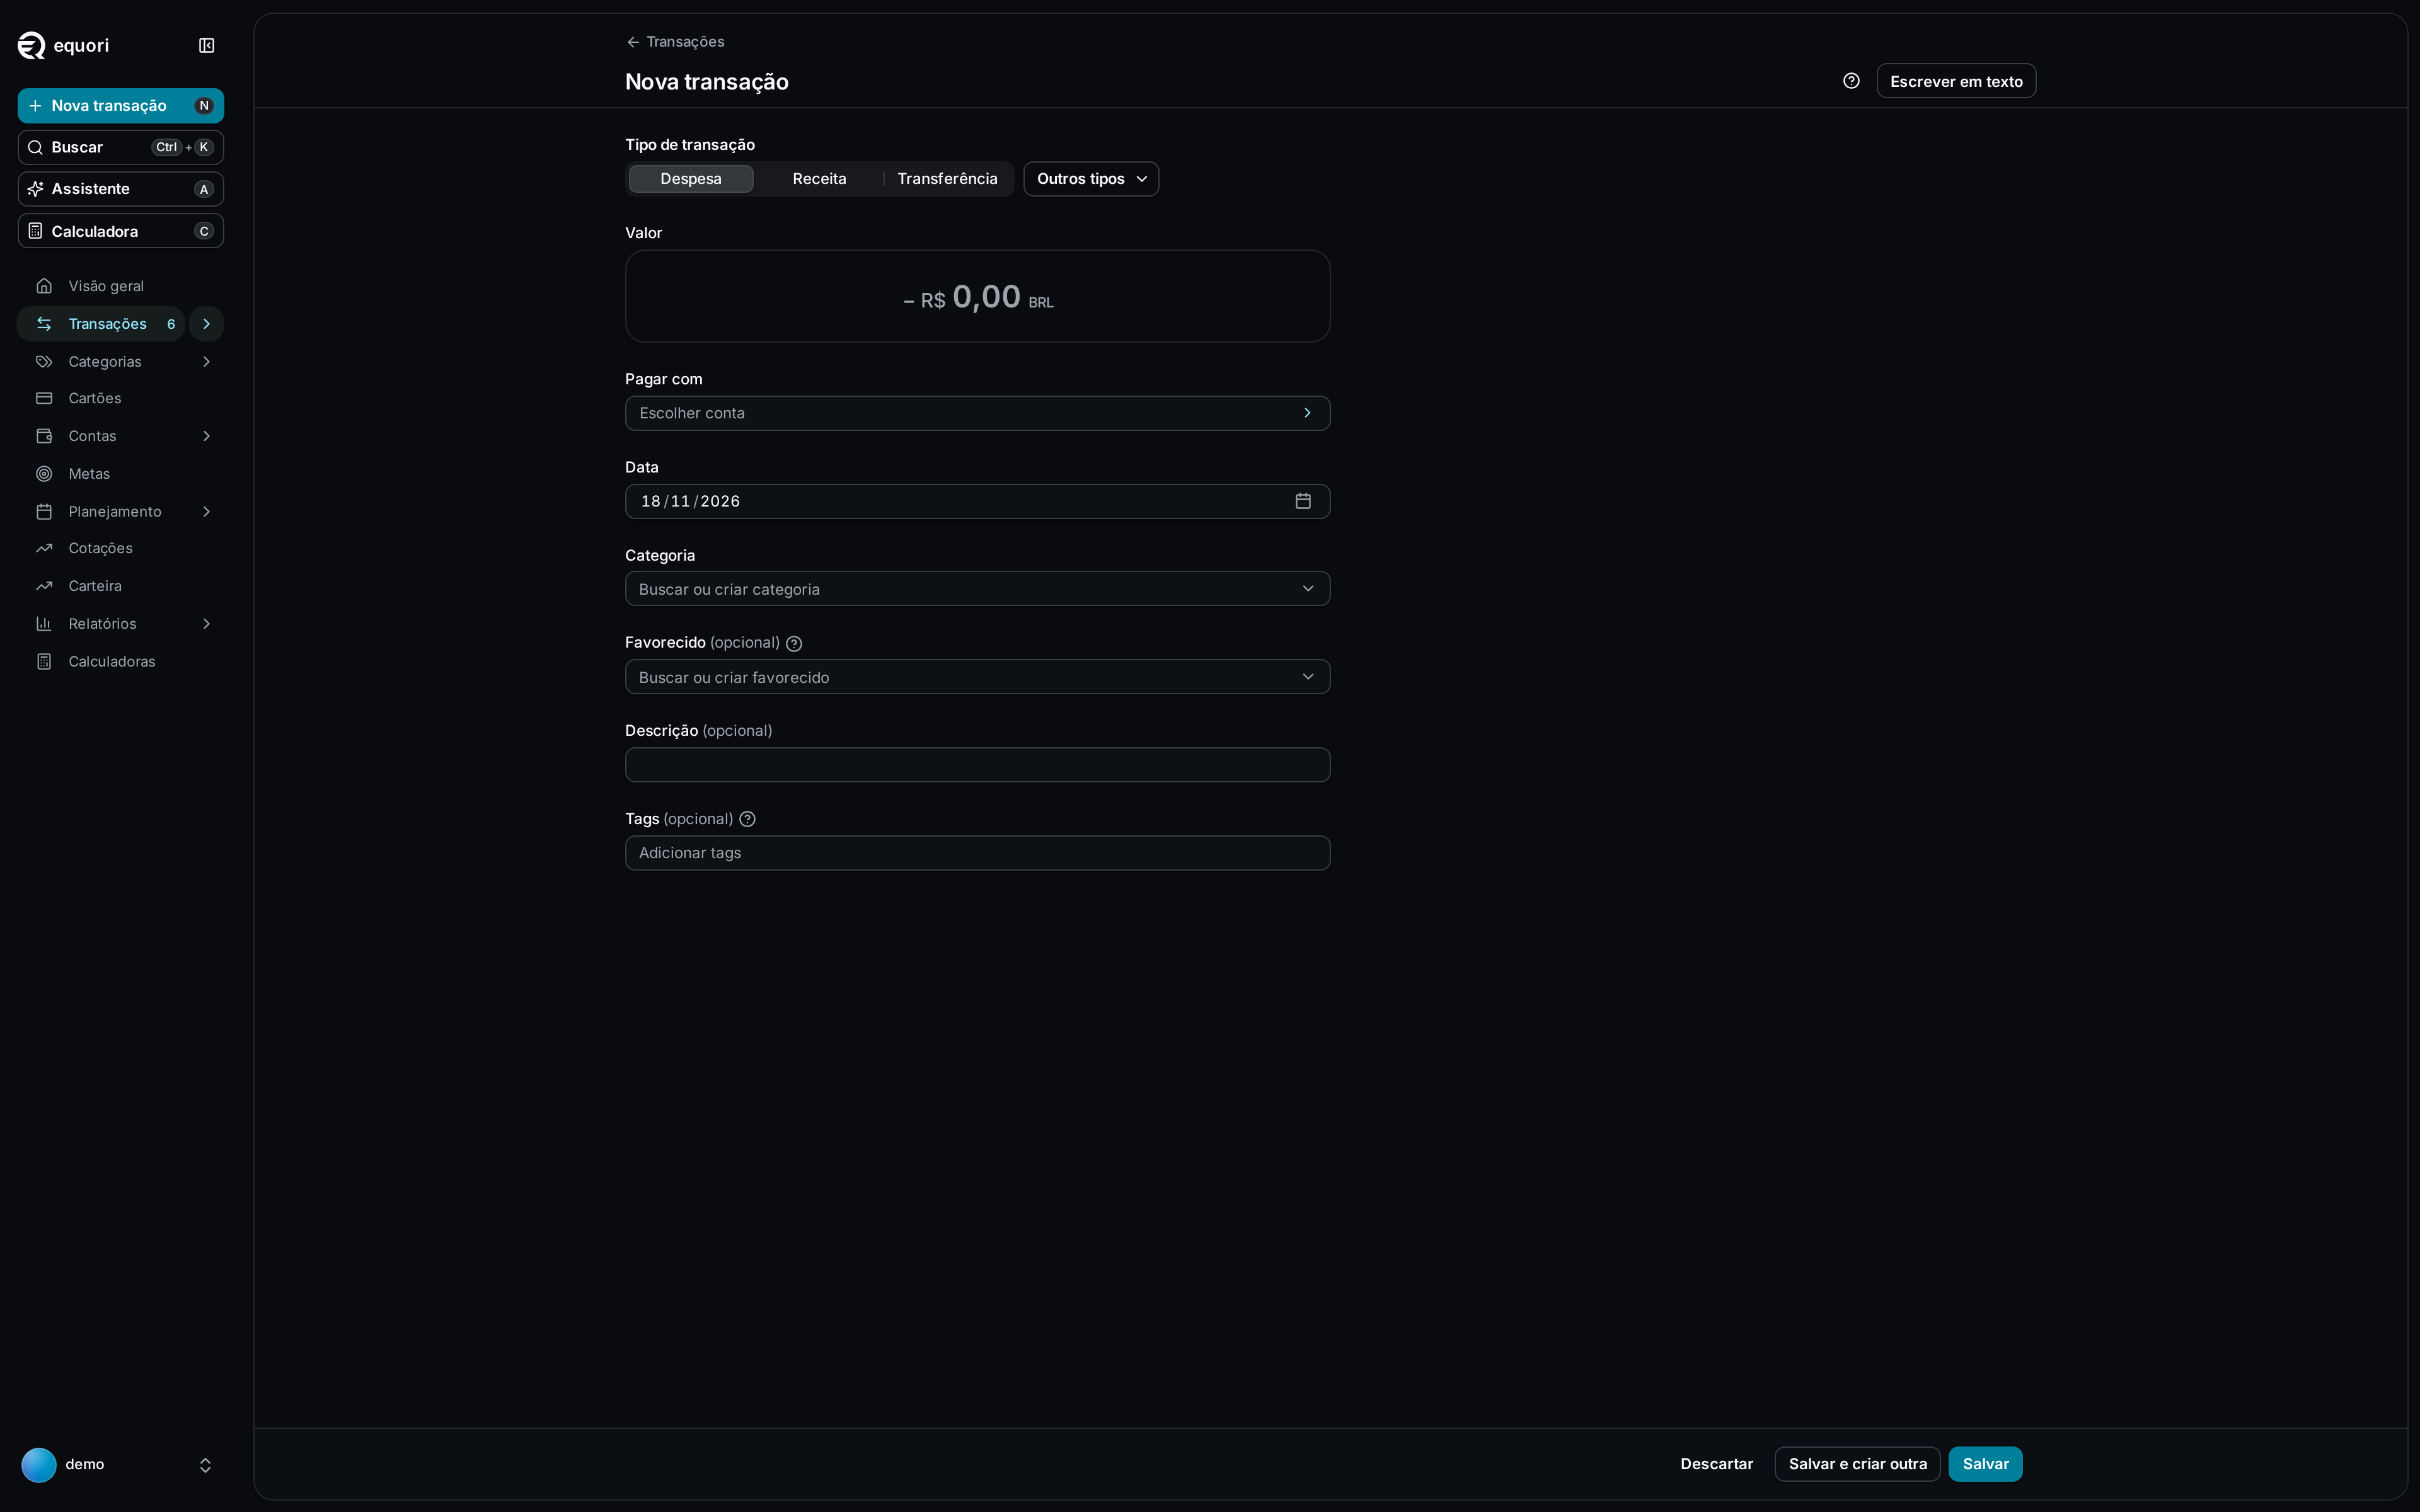 equori
Nova transação N
Buscar Ctrl + K
Assistente A
Calculadora C
Visão geral
Transações 6
Categorias
Cartões
Contas
Metas
Planejamento
Cotações
Carteira
Relatórios
Calculadoras
demo
Transações
Nova transação
Escrever em texto
Tipo de transação
Despesa Receita Transferência Outros tipos
Valor
– R$ 0,00 BRL
Pagar com
Escolher conta
Data
18/11/2026
Categoria
Buscar ou criar categoria
Favorecido (opcional)
Buscar ou criar favorecido
Descrição (opcional)
Tags (opcional)
Adicionar tags
Descartar Salvar e criar outra Salvar